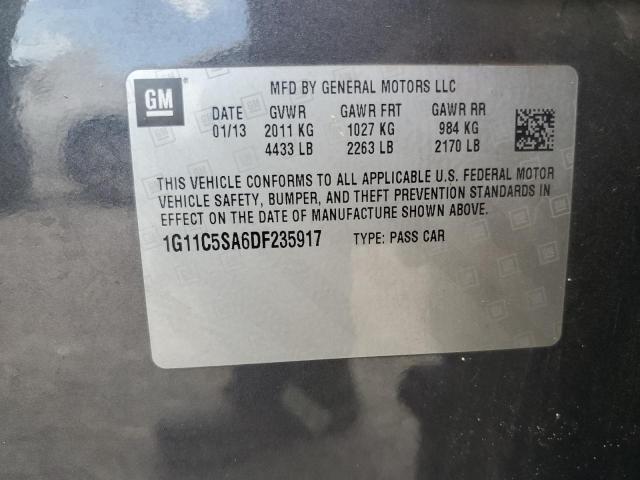 GM
MFD BY GENERAL MOTORS LLC
DATE GVWR GAWR FRT GAWR RR
01/13 2011 KG 1027 KG 984 KG
4433 LB 2263 LB 2170 LB
THIS VEHICLE CONFORMS TO ALL APPLICABLE U.S. FEDERAL MOTOR
VEHICLE SAFETY, BUMPER, AND THEFT PREVENTION STANDARDS IN
EFFECT ON THE DATE OF MANUFACTURE SHOWN ABOVE.
1G11C5SA6DF235917 TYPE: PASS CAR